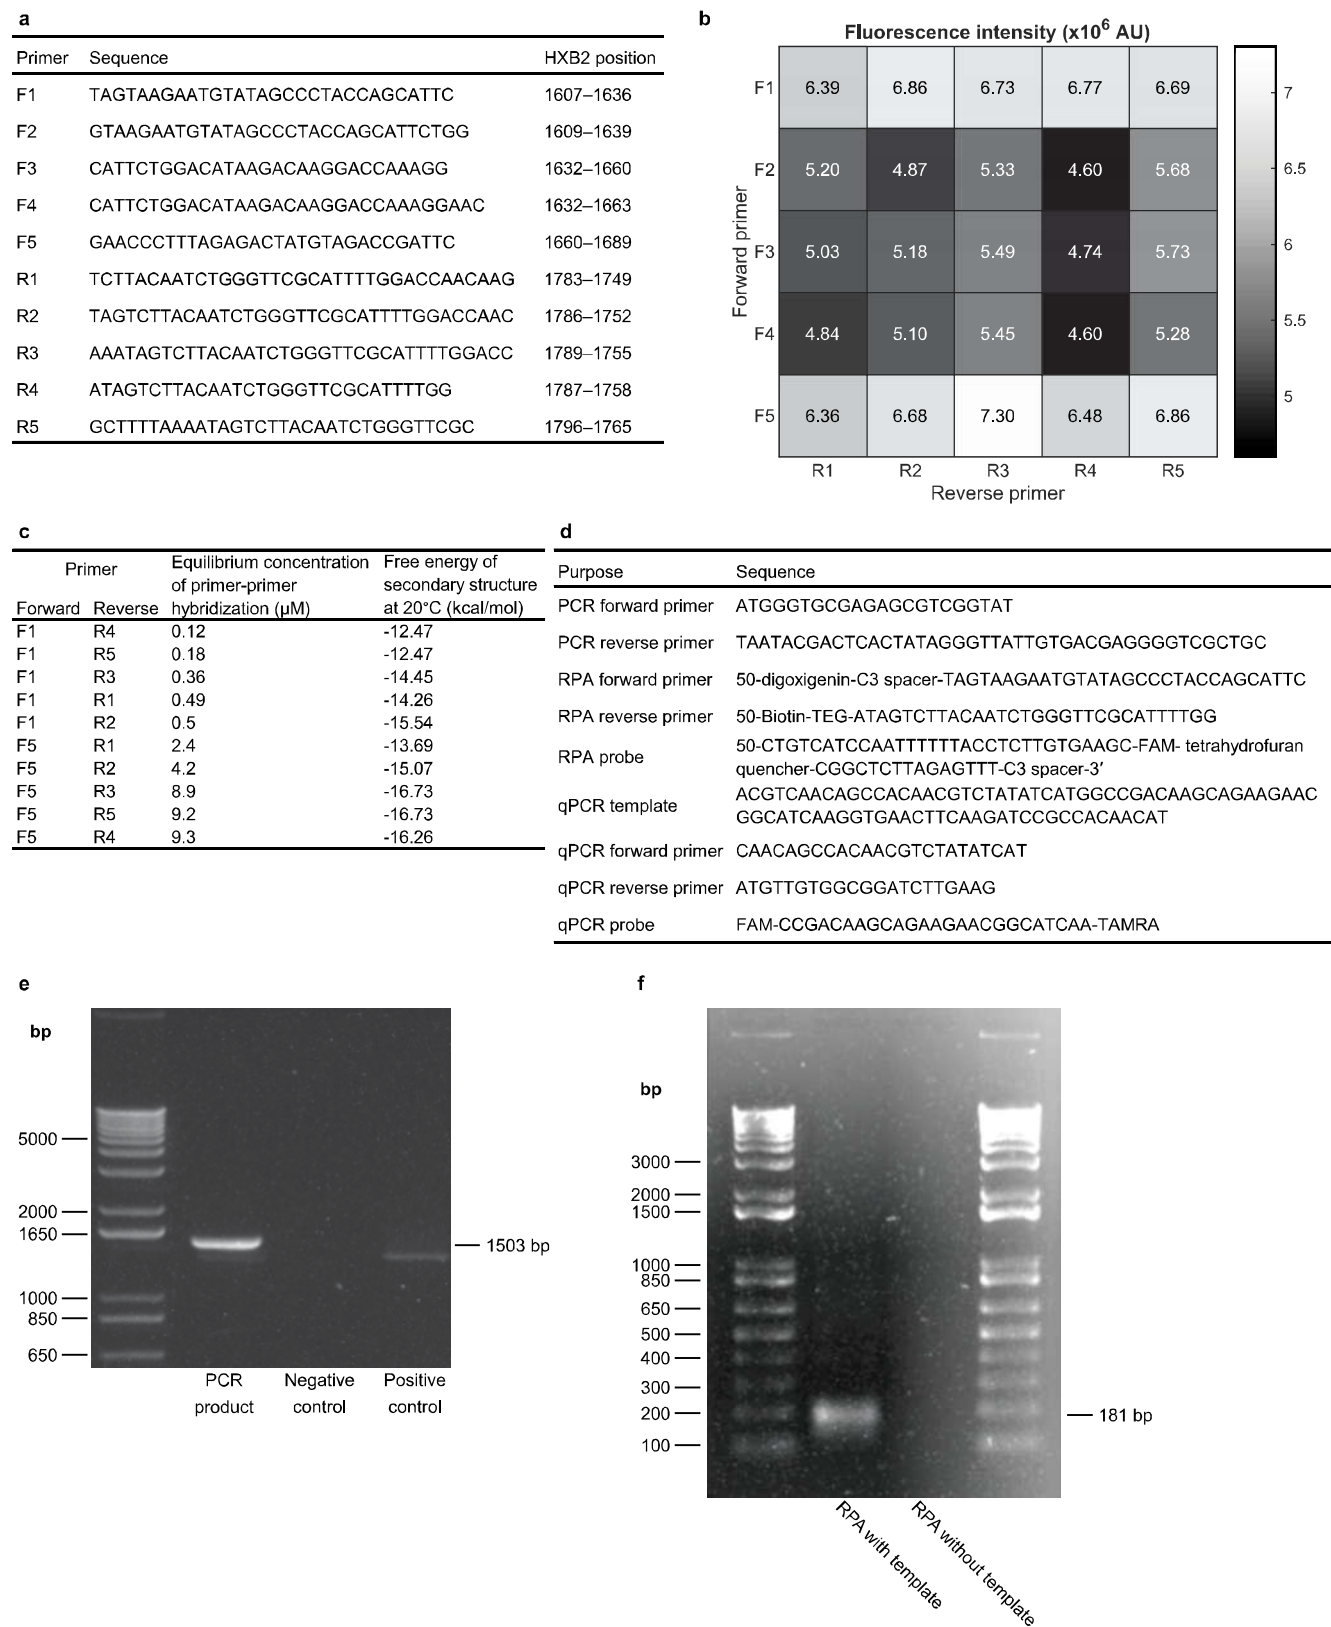 a
Primer Sequence HXB2 position
F1 TAGTAAGAATGTATAGCCCTACCAGCATTC 1607–1636
F2 GTAAGAATGTATAGCCCTACCAGCATTCTGG 1609–1639
F3 CATTCTGGACATAAGACAAGGACCAAAGG 1632–1660
F4 CATTCTGGACATAAGACAAGGACCAAAGGAAC 1632–1663
F5 GAACCCTTTAGAGACTATGTAGACCGATTC 1660–1689
R1 TCTTACAATCTGGGTTCGCATTTTGGACCAACAAG 1783–1749
R2 TAGTCTTACAATCTGGGTTCGCATTTTGGACCAAC 1786–1752
R3 AAATAGTCTTACAATCTGGGTTCGCATTTTGGACC 1789–1755
R4 ATAGTCTTACAATCTGGGTTCGCATTTTGG 1787–1758
R5 GCTTTTAAAATAGTCTTACAATCTGGGTTCGC 1796–1765
b
Fluorescence intensity (x10⁶ AU)
Forward primer
F1 6.39 6.86 6.73 6.77 6.69
F2 5.20 4.87 5.33 4.60 5.68
F3 5.03 5.18 5.49 4.74 5.73
F4 4.84 5.10 5.45 4.60 5.28
F5 6.36 6.68 7.30 6.48 6.86
R1 R2 R3 R4 R5
Reverse primer
7
6.5
6
5.5
5
c
Primer Equilibrium concentration Free energy of
of primer-primer secondary structure
Forward Reverse hybridization (μM) at 20°C (kcal/mol)
F1 R4 0.12 -12.47
F1 R5 0.18 -12.47
F1 R3 0.36 -14.45
F1 R1 0.49 -14.26
F1 R2 0.5 -15.54
F5 R1 2.4 -13.69
F5 R2 4.2 -15.07
F5 R3 8.9 -16.73
F5 R5 9.2 -16.73
F5 R4 9.3 -16.26
d
Purpose Sequence
PCR forward primer ATGGGTGCGAGAGCGTCGGTAT
PCR reverse primer TAATACGACTCACTATAGGGTTATTGTGACGAGGGGTCGCTGC
RPA forward primer 50-digoxigenin-C3 spacer-TAGTAAGAATGTATAGCCCTACCAGCATTC
RPA reverse primer 50-Biotin-TEG-ATAGTCTTACAATCTGGGTTCGCATTTTGG
RPA probe 50-CTGTCATCCAATTTTTTACCTCTTGTGAAGC-FAM- tetrahydrofuran
quencher-CGGCTCTTAGAGTTT-C3 spacer-3′
qPCR template ACGTCAACAGCCACAACGTCTATATCATGGCCGACAAGCAGAAGAAC
GGCATCAAGGTGAACTTCAAGATCCGCCACAACAT
qPCR forward primer CAACAGCCACAACGTCTATATCAT
qPCR reverse primer ATGTTGTGGCGGATCTTGAAG
qPCR probe FAM-CCGACAAGCAGAAGAACGGCATCAA-TAMRA
e
bp
5000
2000
1650
1000
850
650
1503 bp
PCR product
Negative control
Positive control
f
bp
3000
2000
1500
1000
850
650
500
400
300
200
100
181 bp
RPA with template
RPA without template